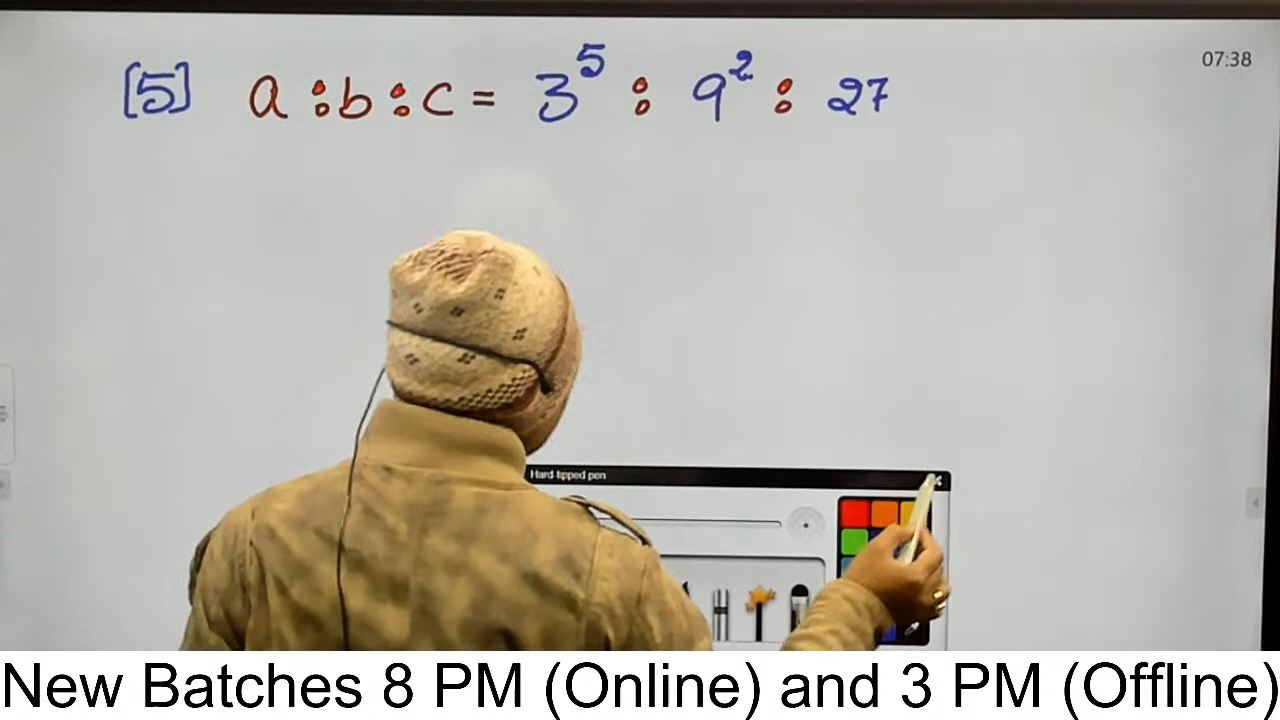 07:38
[5] a : b : c = 3⁵ : 9² : 27
Hard-tipped pen
New Batches 8 PM (Online) and 3 PM (Offline)